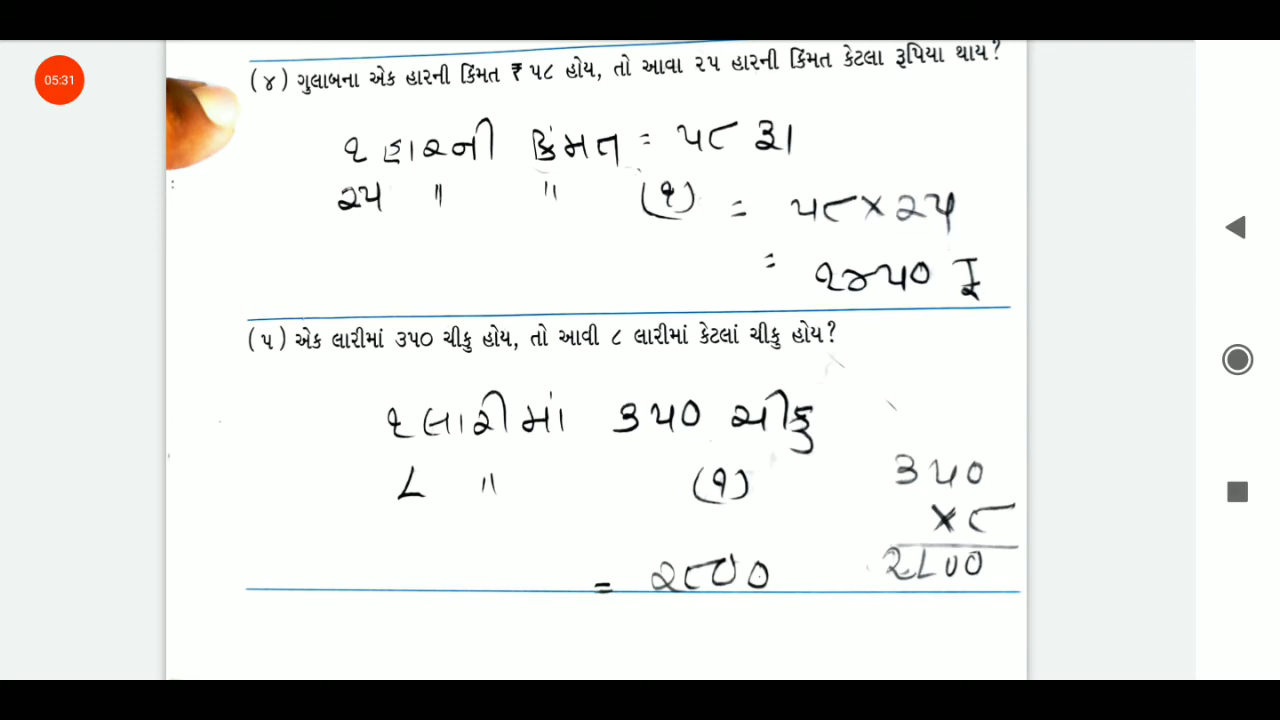 05:31
(૪) ગુલાબના એક હારની કિંમત ₹ ૫૮ હોય, તો આવા ૨૫ હારની કિંમત કેટલા રૂપિયા થાય?
૧ હારની કિંમત = ૫૮ રૂા
૨૫ " " (?) = ૫૮ × ૨૫
= ૧૪૫૦ રૂ
(૫) એક લારીમાં ૩૫૦ ચીકુ હોય, તો આવી ૮ લારીમાં કેટલાં ચીકુ હોય?
૧ લારીમાં ૩૫૦ ચીકુ
૮ " (?)
= ૨૮૦૦
૩૫૦
× ૮
૨૮૦૦